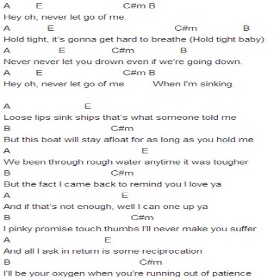 A E C#m B
Hey oh, never let go of me.
A E C#m B
Hold tight, it's gonna get hard to breathe (Hold tight baby)
A E C#m B
Never never let you drown even if we're going down.
A E C#m B
Hey oh, never let go of me When I'm sinking.
A E
Loose lips sink ships that's what someone told me
B C#m
But this boat will stay afloat for as long as you hold me
A E
We been through rough water anytime it was tougher
B C#m
But the fact I came back to remind you I love ya
A E
And if that's not enough, well I can one up ya
B C#m
I pinky promise touch thumbs I'll never make you suffer
A E
And all I ask in return is some reciprocation
B C#m
I'll be your oxygen when you're running out of patience